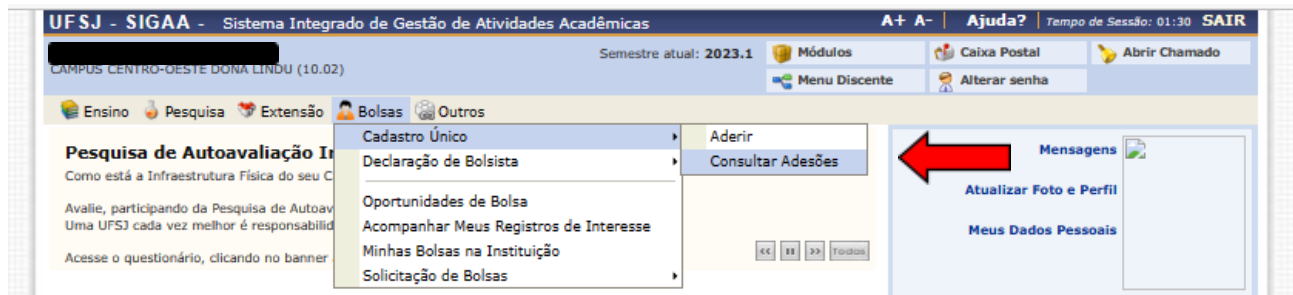 UFSJ - SIGAA - Sistema Integrado de Gestão de Atividades Acadêmicas A+ A- | Ajuda? | Tempo de Sessão: 01:30 SAIR
CAMPUS CENTRO-OESTE DONA LINDU (10.02)
Semestre atual: 2023.1
Módulos
Caixa Postal
Abrir Chamado
Menu Discente
Alterar senha
Ensino Pesquisa Extensão Bolsas Outros
Cadastro Único
Declaração de Bolsista
Oportunidades de Bolsa
Acompanhar Meus Registros de Interesse
Minhas Bolsas na Instituição
Solicitação de Bolsas
Aderir
Consultar Adesões
Pesquisa de Autoavaliação
Como está a Infraestrutura Física do seu
Avalie, participando da Pesquisa de
Uma UFSJ cada vez melhor é
Acesse o questionário, clicando no banner
<< II >> Todos
Mensagens
Atualizar Foto e Perfil
Meus Dados Pessoais